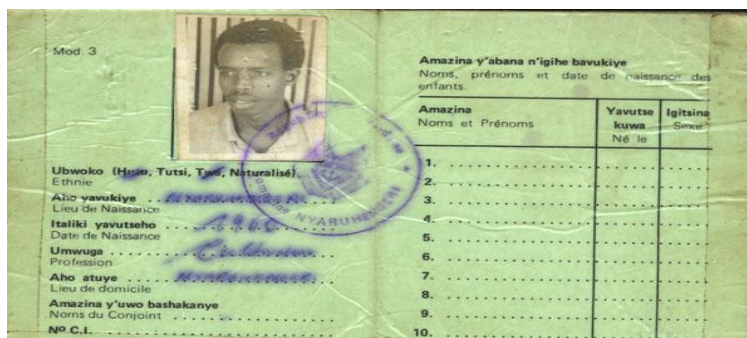 Mod. 3
Ubwoko (Hutu, Tutsi, Twa, Naturalisé)
Ethnie
Aho yavukiye
Lieu de Naissance
Italiki yavutseho
Date de Naissance
Umwuga
Profession
Aho atuye
Lieu de domicile
Amazina y'uwo bashakanye
Noms du Conjoint
No C.I.
NYARUHENGERI
Amazina y'abana n'igihe bavukiye
Noms, prénoms et date de naissance des
enfants.
Amazina Yavutse Igitsina
Noms et Prénoms kuwa Sexe
Né le
1.
2.
3.
4.
5.
6.
7.
8.
9.
10.